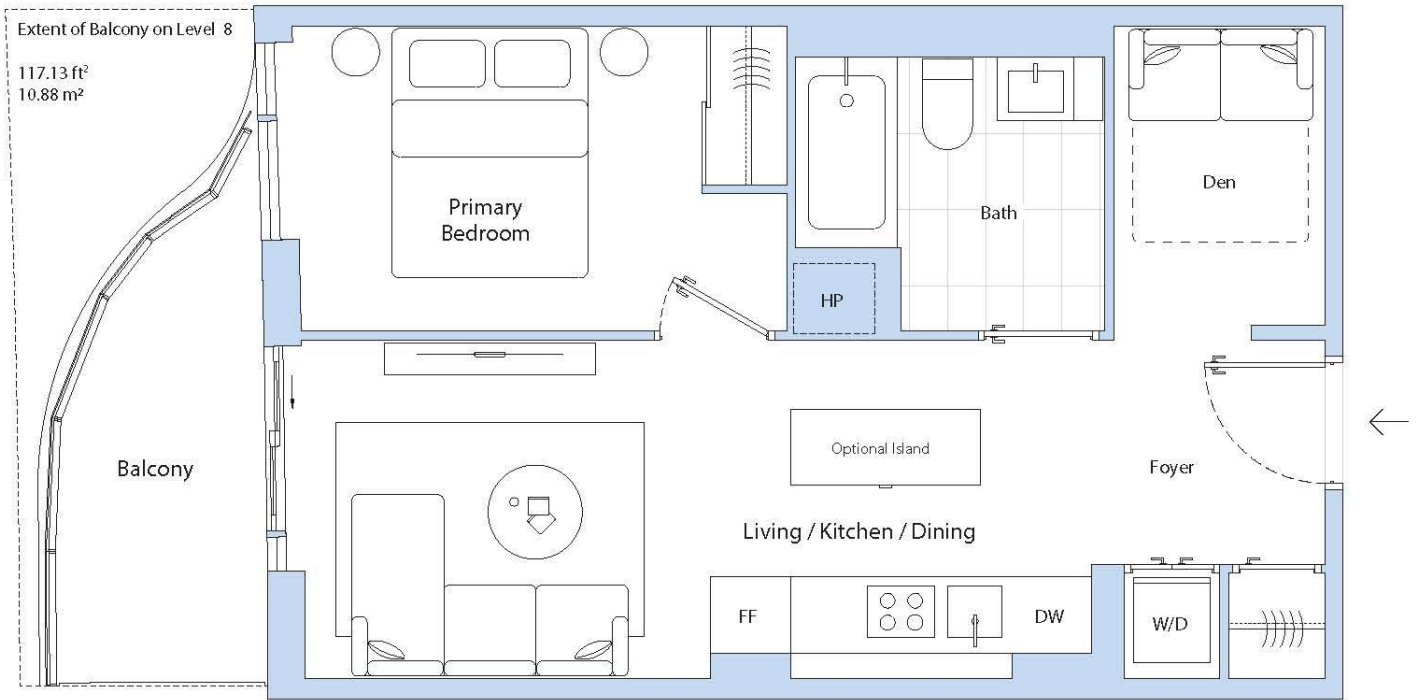 Extent of Balcony on Level 8
117.13 ft²
10.88 m²
Primary
Bedroom
Bath
Den
HP
Optional Island
Balcony
Foyer
Living / Kitchen / Dining
FF
DW
W/D